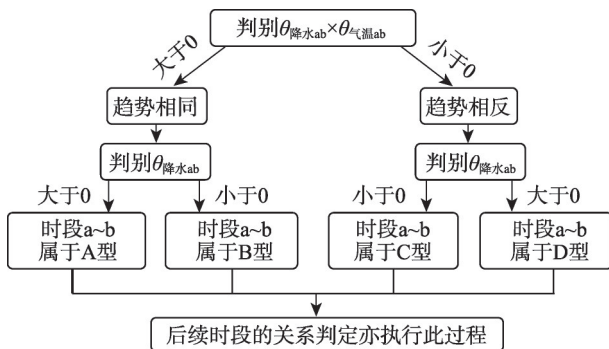 判别θ降水ab×θ气温ab
大于0
小于0
趋势相同
趋势相反
判别θ降水ab
判别θ降水ab
大于0
小于0
小于0
大于0
时段a~b
属于A型
时段a~b
属于B型
时段a~b
属于C型
时段a~b
属于D型
后续时段的关系判定亦执行此过程